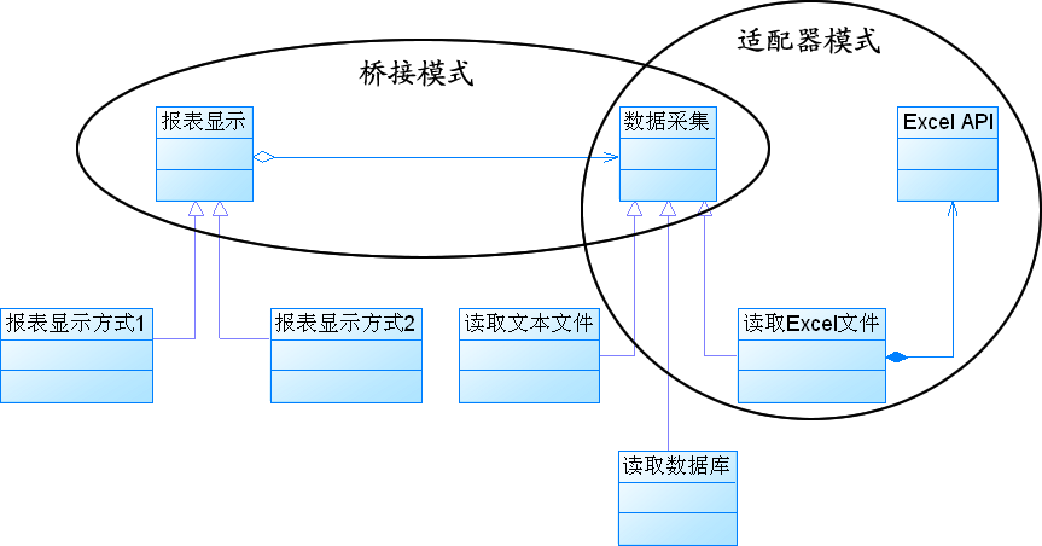 适配器模式
桥接模式
报表显示
数据采集
Excel API
报表显示方式1
报表显示方式2
读取文本文件
读取Excel文件
读取数据库